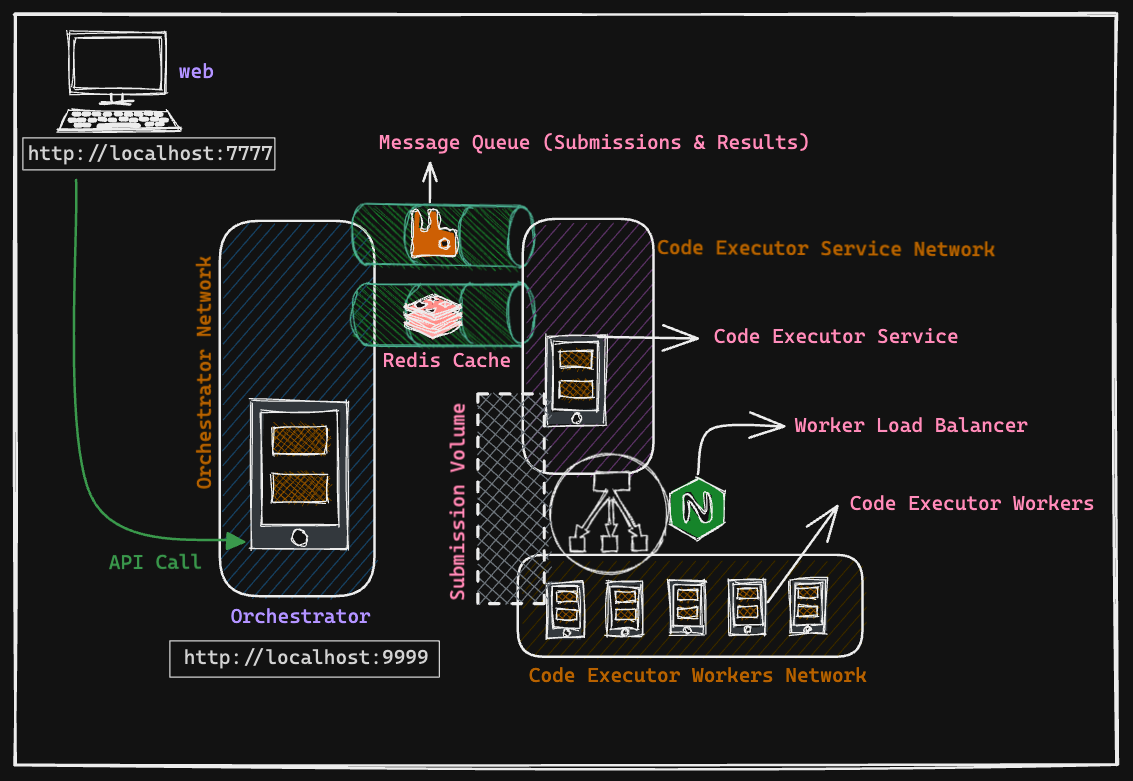 web
http://localhost:7777
Message Queue (Submissions & Results)
Code Executor Service Network
Orchestrator Network
Redis Cache
Code Executor Service
Submission Volume
Worker Load Balancer
Code Executor Workers
API Call
Orchestrator
http://localhost:9999
Code Executor Workers Network